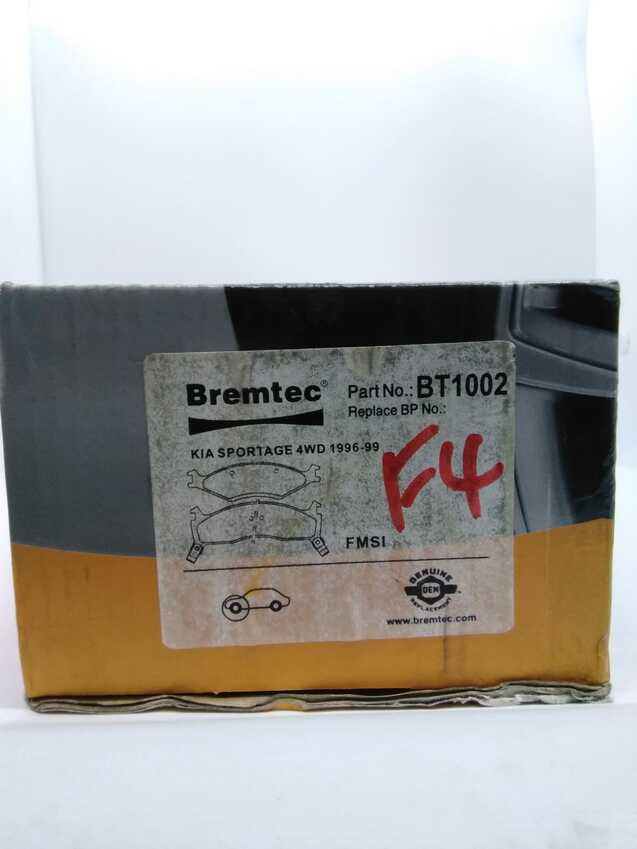 Bremtec®
Part No.: BT1002
Replace BP No.:
KIA SPORTAGE 4WD 1996-99
F4
FMSI
GENUINE
OEM
REPLACEMENT
www.bremtec.com